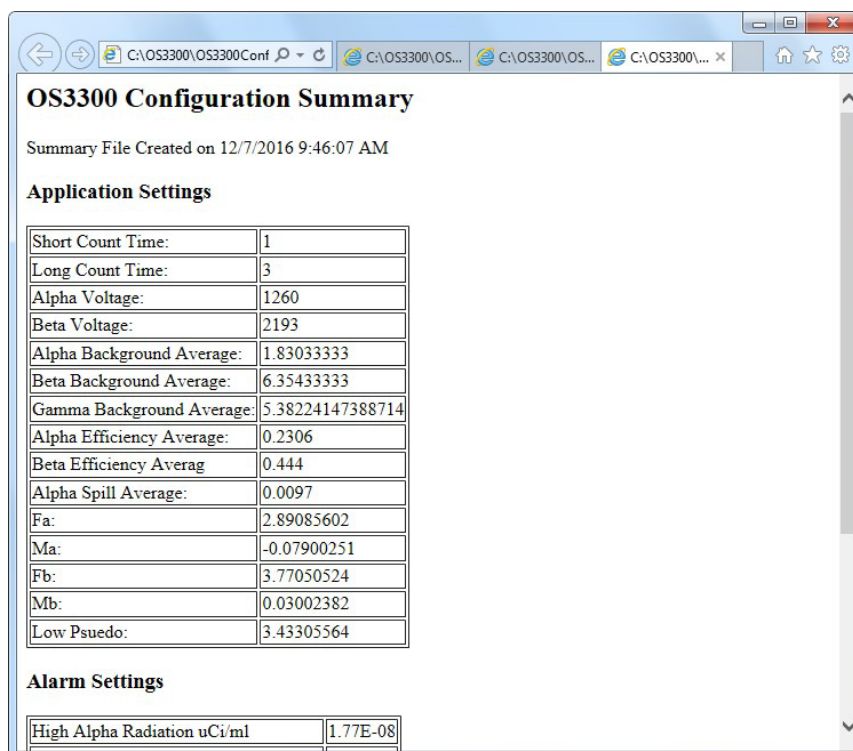 C:\OS3300\OS3300Conf
C:\OS3300\OS...
C:\OS3300\OS...
C:\OS3300\...
OS3300 Configuration Summary
Summary File Created on 12/7/2016 9:46:07 AM
Application Settings
Short Count Time: 1
Long Count Time: 3
Alpha Voltage: 1260
Beta Voltage: 2193
Alpha Background Average: 1.83033333
Beta Background Average: 6.35433333
Gamma Background Average: 5.38224147388714
Alpha Efficiency Average: 0.2306
Beta Efficiency Averag 0.444
Alpha Spill Average: 0.0097
Fa: 2.89085602
Ma: -0.07900251
Fb: 3.77050524
Mb: 0.03002382
Low Psuedo: 3.43305564
Alarm Settings
High Alpha Radiation uCi/ml 1.77E-08